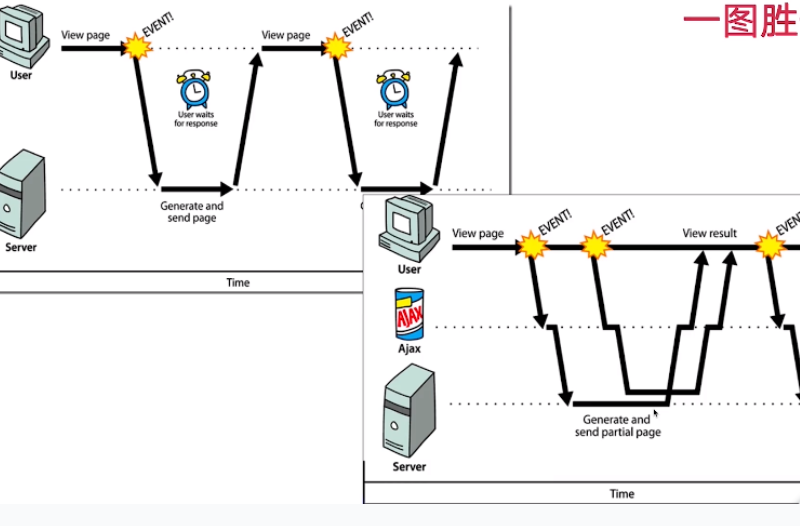 一图胜
View page
EVENT!
View page
EVENT!
User
User waits
for response
User waits
for response
Generate and
send page
Server
Time
View page
EVENT!
EVENT!
View result
EVEN
User
AJAX
Ajax
Generate and
send partial page
Server
Time